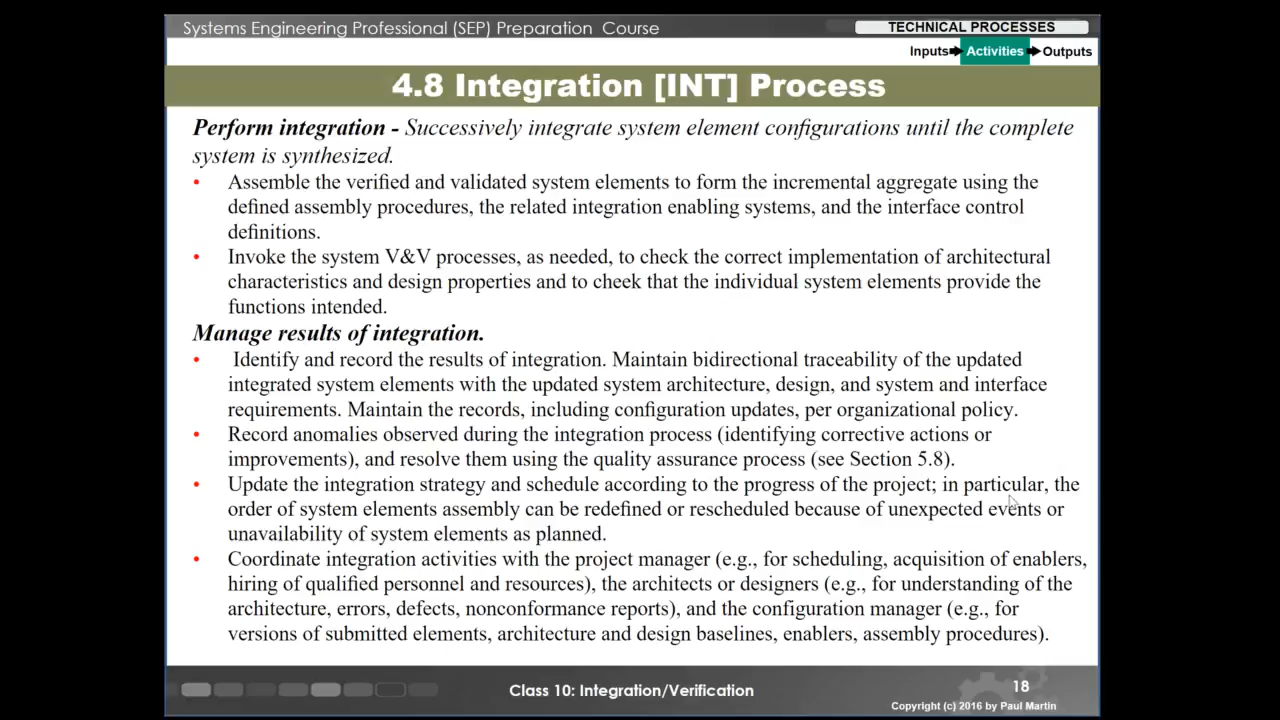 Systems Engineering Professional (SEP) Preparation Course
TECHNICAL PROCESSES
Inputs Activities Outputs
4.8 Integration [INT] Process
Perform integration - Successively integrate system element configurations until the complete
system is synthesized.
• Assemble the verified and validated system elements to form the incremental aggregate using the
defined assembly procedures, the related integration enabling systems, and the interface control
definitions.
• Invoke the system V&V processes, as needed, to check the correct implementation of architectural
characteristics and design properties and to cheek that the individual system elements provide the
functions intended.
Manage results of integration.
• Identify and record the results of integration. Maintain bidirectional traceability of the updated
integrated system elements with the updated system architecture, design, and system and interface
requirements. Maintain the records, including configuration updates, per organizational policy.
• Record anomalies observed during the integration process (identifying corrective actions or
improvements), and resolve them using the quality assurance process (see Section 5.8).
• Update the integration strategy and schedule according to the progress of the project; in particular, the
order of system elements assembly can be redefined or rescheduled because of unexpected events or
unavailability of system elements as planned.
• Coordinate integration activities with the project manager (e.g., for scheduling, acquisition of enablers,
hiring of qualified personnel and resources), the architects or designers (e.g., for understanding of the
architecture, errors, defects, nonconformance reports), and the configuration manager (e.g., for
versions of submitted elements, architecture and design baselines, enablers, assembly procedures).
Class 10: Integration/Verification
18
Copyright (c) 2016 by Paul Martin